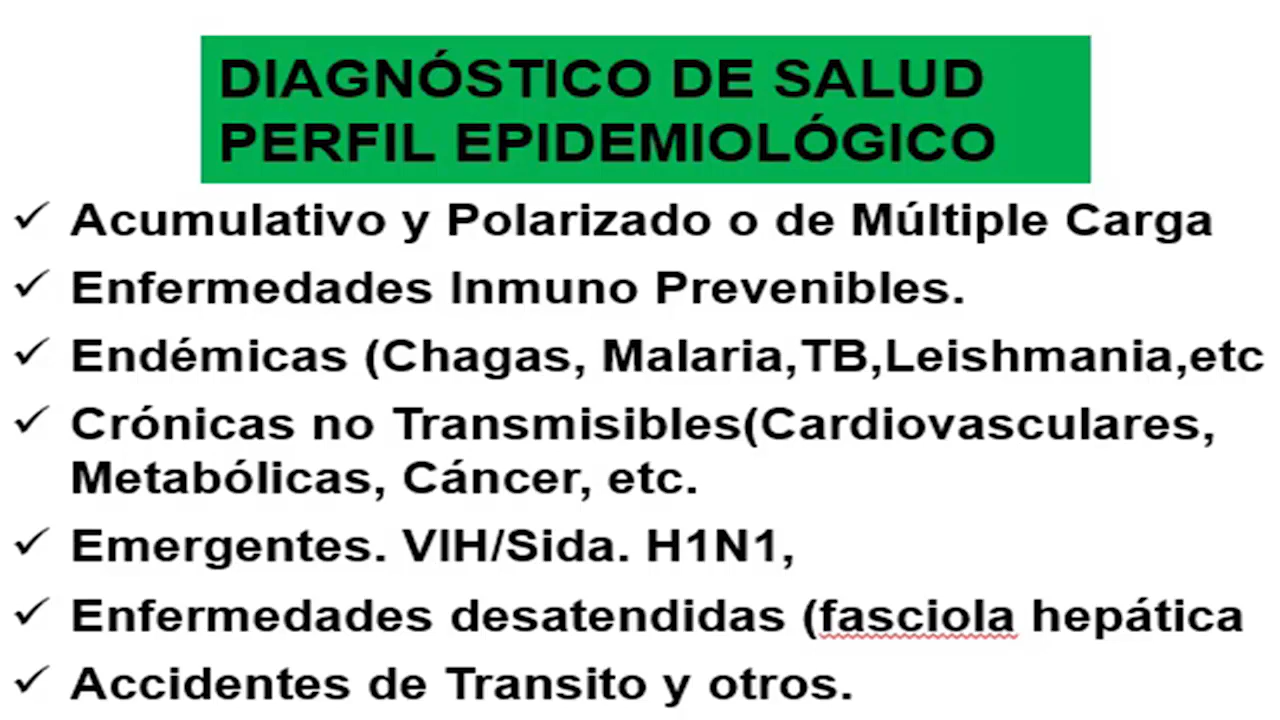 DIAGNÓSTICO DE SALUD
PERFIL EPIDEMIOLÓGICO
✓ Acumulativo y Polarizado o de Múltiple Carga
✓ Enfermedades Inmuno Prevenibles.
✓ Endémicas (Chagas, Malaria,TB,Leishmania,etc
✓ Crónicas no Transmisibles(Cardiovasculares,
Metabólicas, Cáncer, etc.
✓ Emergentes. VIH/Sida. H1N1,
✓ Enfermedades desatendidas (fasciola hepática
✓ Accidentes de Transito y otros.